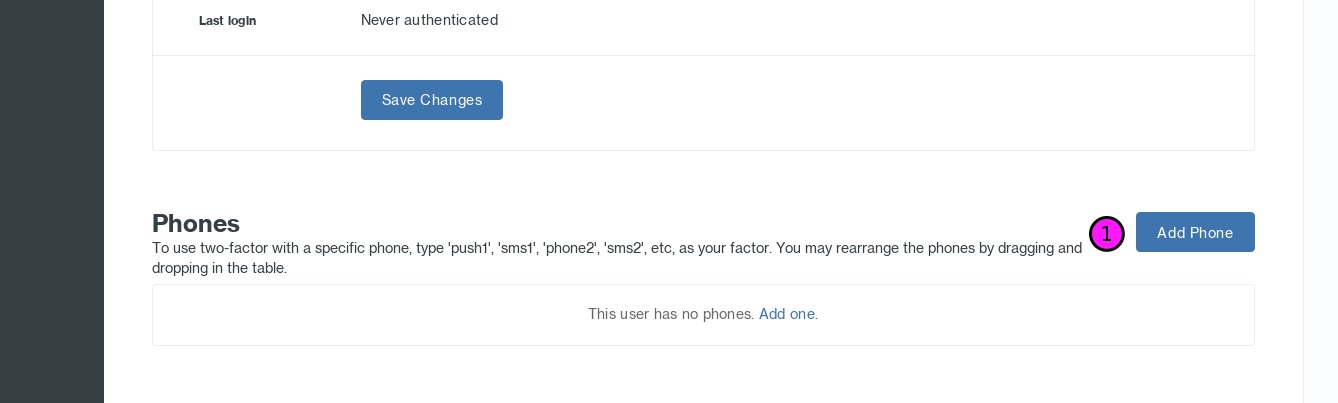 Last login
Never authenticated
Save Changes
Phones
To use two-factor with a specific phone, type 'push1', 'sms1', 'phone2', 'sms2', etc, as your factor. You may rearrange the phones by dragging and
dropping in the table.
1
Add Phone
This user has no phones. Add one.